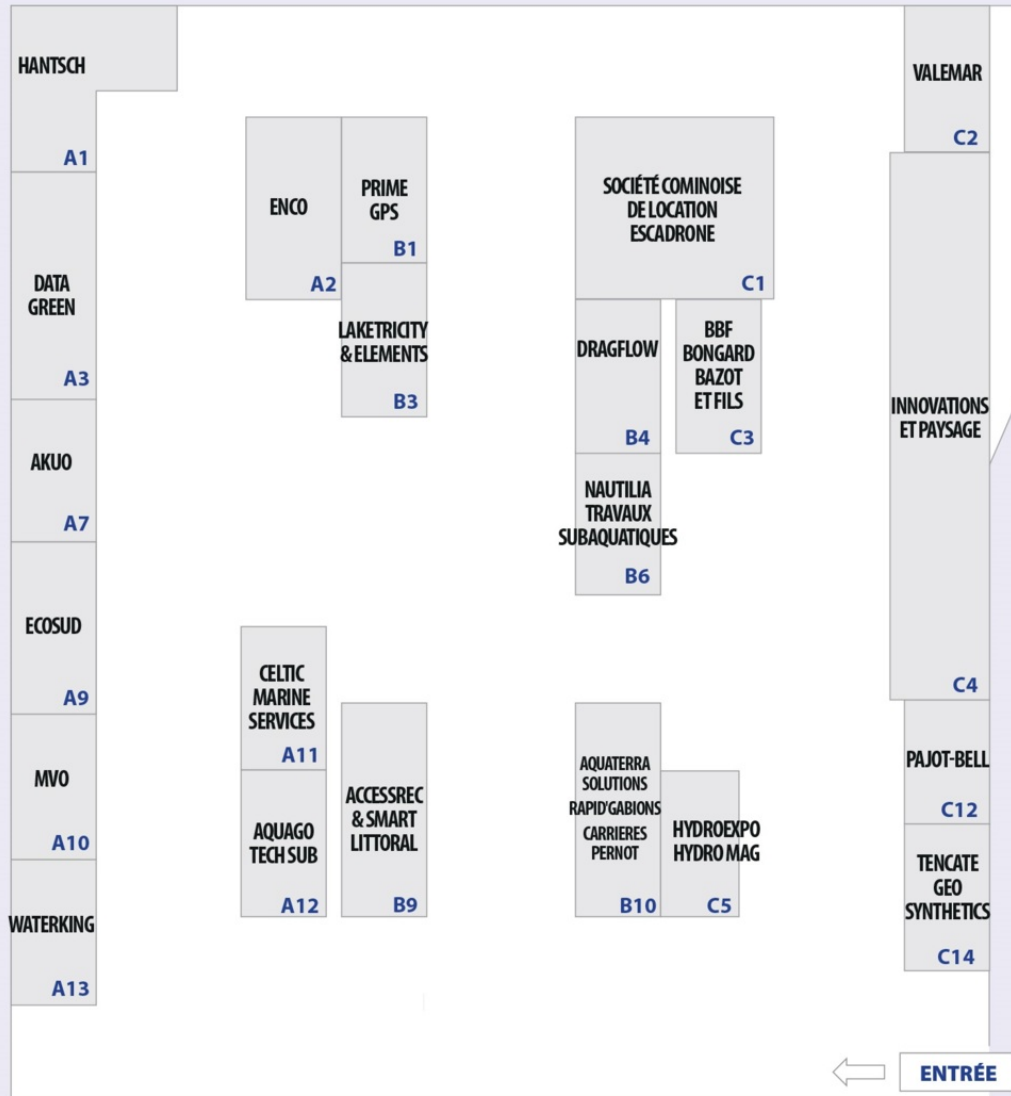 HANTSCH
A1
DATA
GREEN
A3
AKUO
A7
ECOSUD
A9
MVO
A10
WATERKING
A13
ENCO
A2
PRIME
GPS
B1
LAKETRICITY
& ELEMENTS
B3
CELTIC
MARINE
SERVICES
A11
AQUAGO
TECH SUB
A12
ACCESSREC
& SMART
LITTORAL
B9
SOCIÉTÉ COMINOISE
DE LOCATION
ESCADRONE
C1
DRAGFLOW
B4
BBF
BONGARD
BAZOT
ET FILS
C3
NAUTILIA
TRAVAUX
SUBAQUATIQUES
B6
AQUATERRA
SOLUTIONS
RAPID'GABIONS
CARRIERES
PERNOT
B10
HYDROEXPO
HYDRO MAG
C5
VALEMAR
C2
INNOVATIONS
ET PAYSAGE
C4
PAJOT-BELL
C12
TENCATE
GEO
SYNTHETICS
C14
ENTRÉE